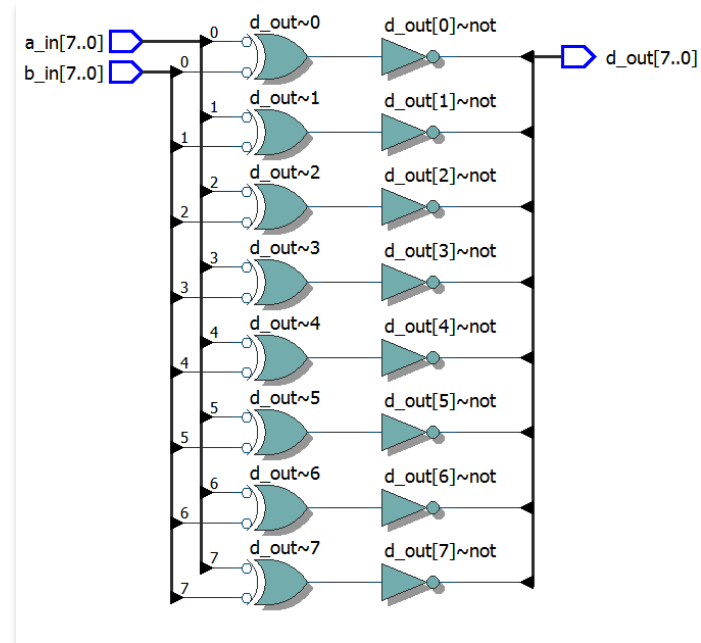 0 d_out~0 d_out[0]~not
a_in[7..0] d_out[7..0]
b_in[7..0] 0
d_out~1 d_out[1]~not
1
1
d_out~2 d_out[2]~not
2
2
d_out~3 d_out[3]~not
3
3
d_out~4 d_out[4]~not
4
4
d_out~5 d_out[5]~not
5
5
d_out~6 d_out[6]~not
6
6
d_out~7 d_out[7]~not
7
7